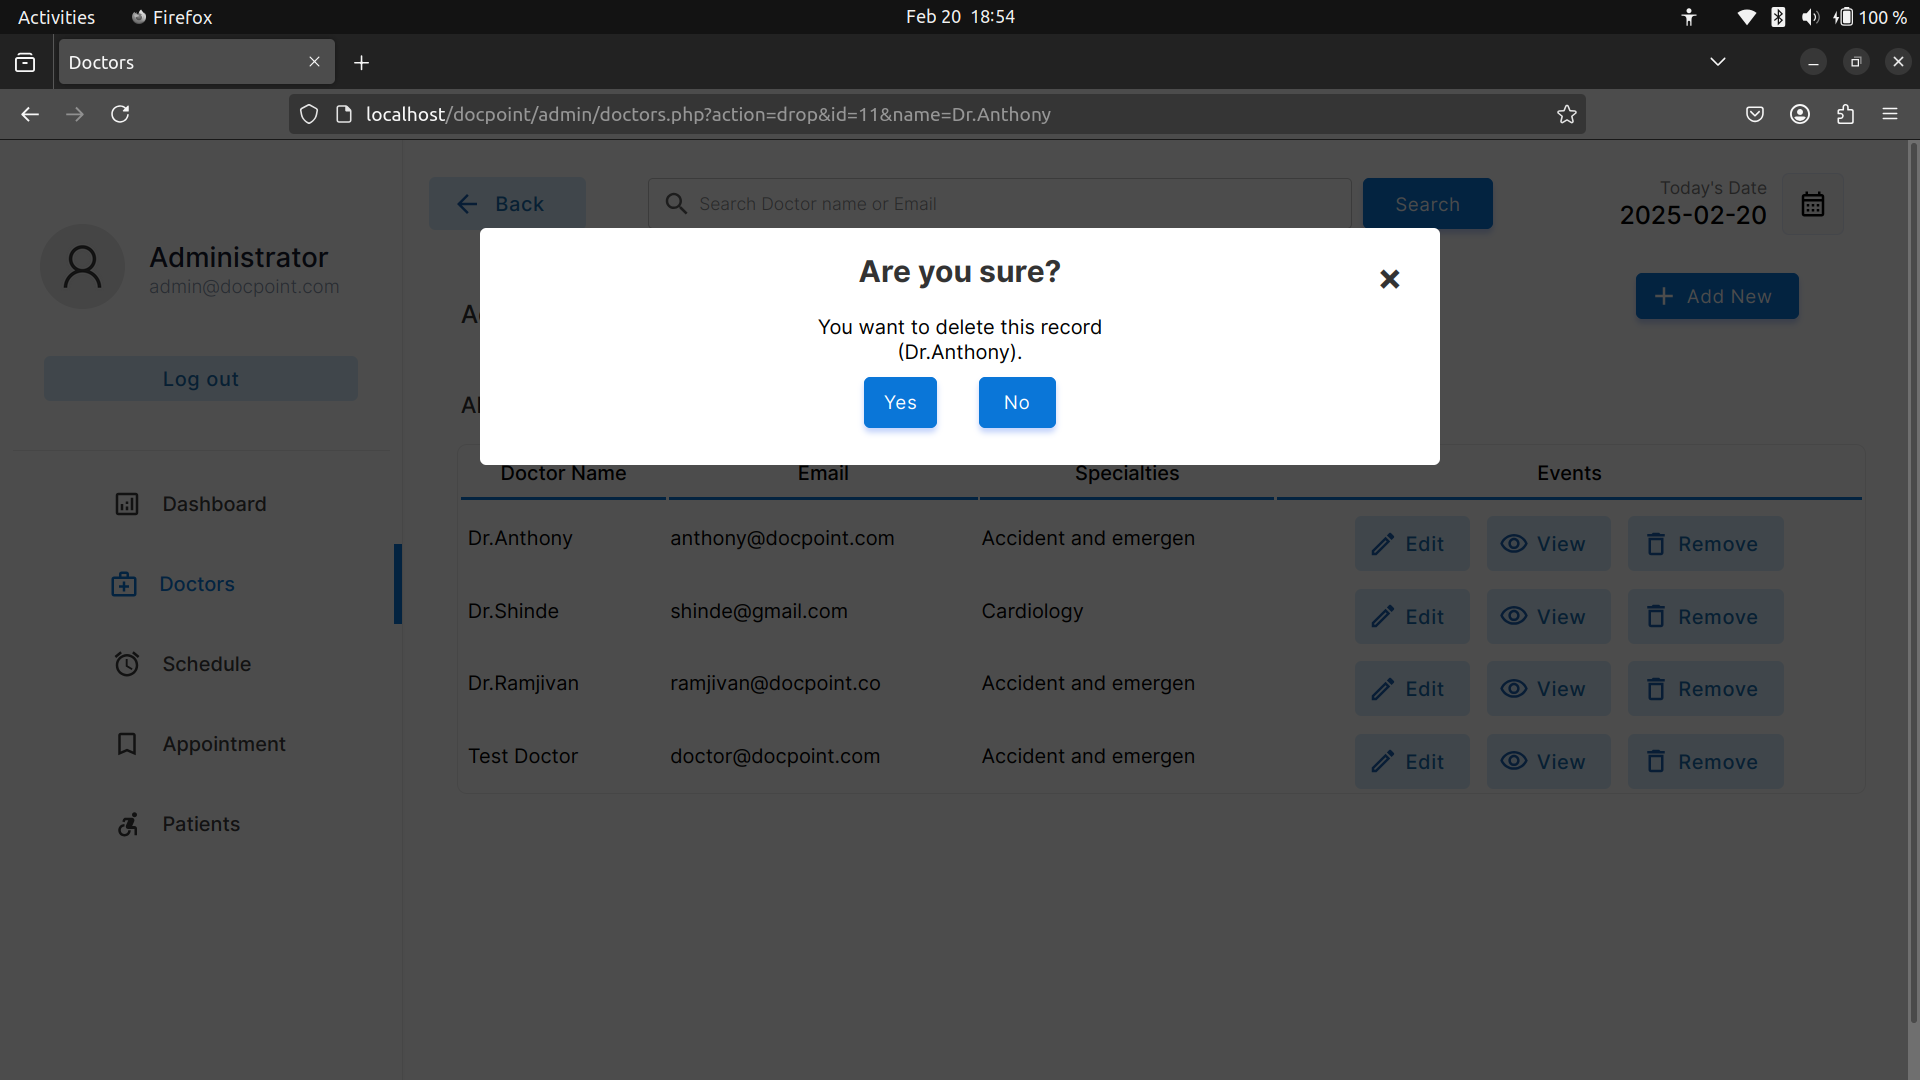 Activities Firefox Feb 20 18:54 100 %
Doctors
localhost/docpoint/admin/doctors.php?action=drop&id=11&name=Dr.Anthony
Back Search Doctor name or Email Search Today's Date
2025-02-20
Administrator
admin@docpoint.com
Log out
Add New
Are you sure?
You want to delete this record
(Dr.Anthony).
Yes No
Dashboard
Doctors
Schedule
Appointment
Patients
Doctor Name Email Specialties Events
Dr.Anthony anthony@docpoint.com Accident and emergen Edit View Remove
Dr.Shinde shinde@gmail.com Cardiology Edit View Remove
Dr.Ramjivan ramjivan@docpoint.co Accident and emergen Edit View Remove
Test Doctor doctor@docpoint.com Accident and emergen Edit View Remove